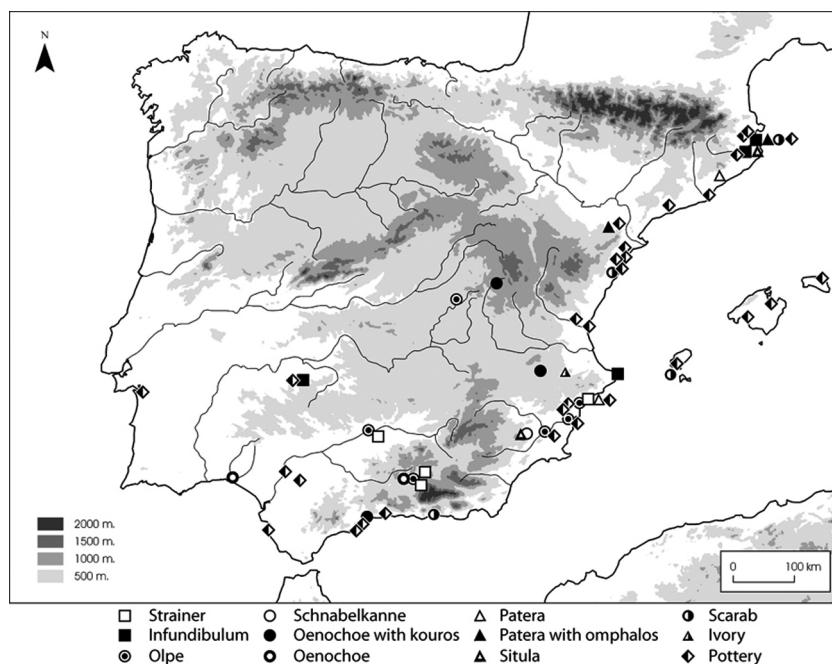 N
2000 m.
1500 m.
1000 m.
500 m.
0 100 km
Strainer Schnabelkanne Patera Scarab
Infundibulum Oenochoe with kouros Patera with omphalos Ivory
Olpe Oenochoe Situla Pottery